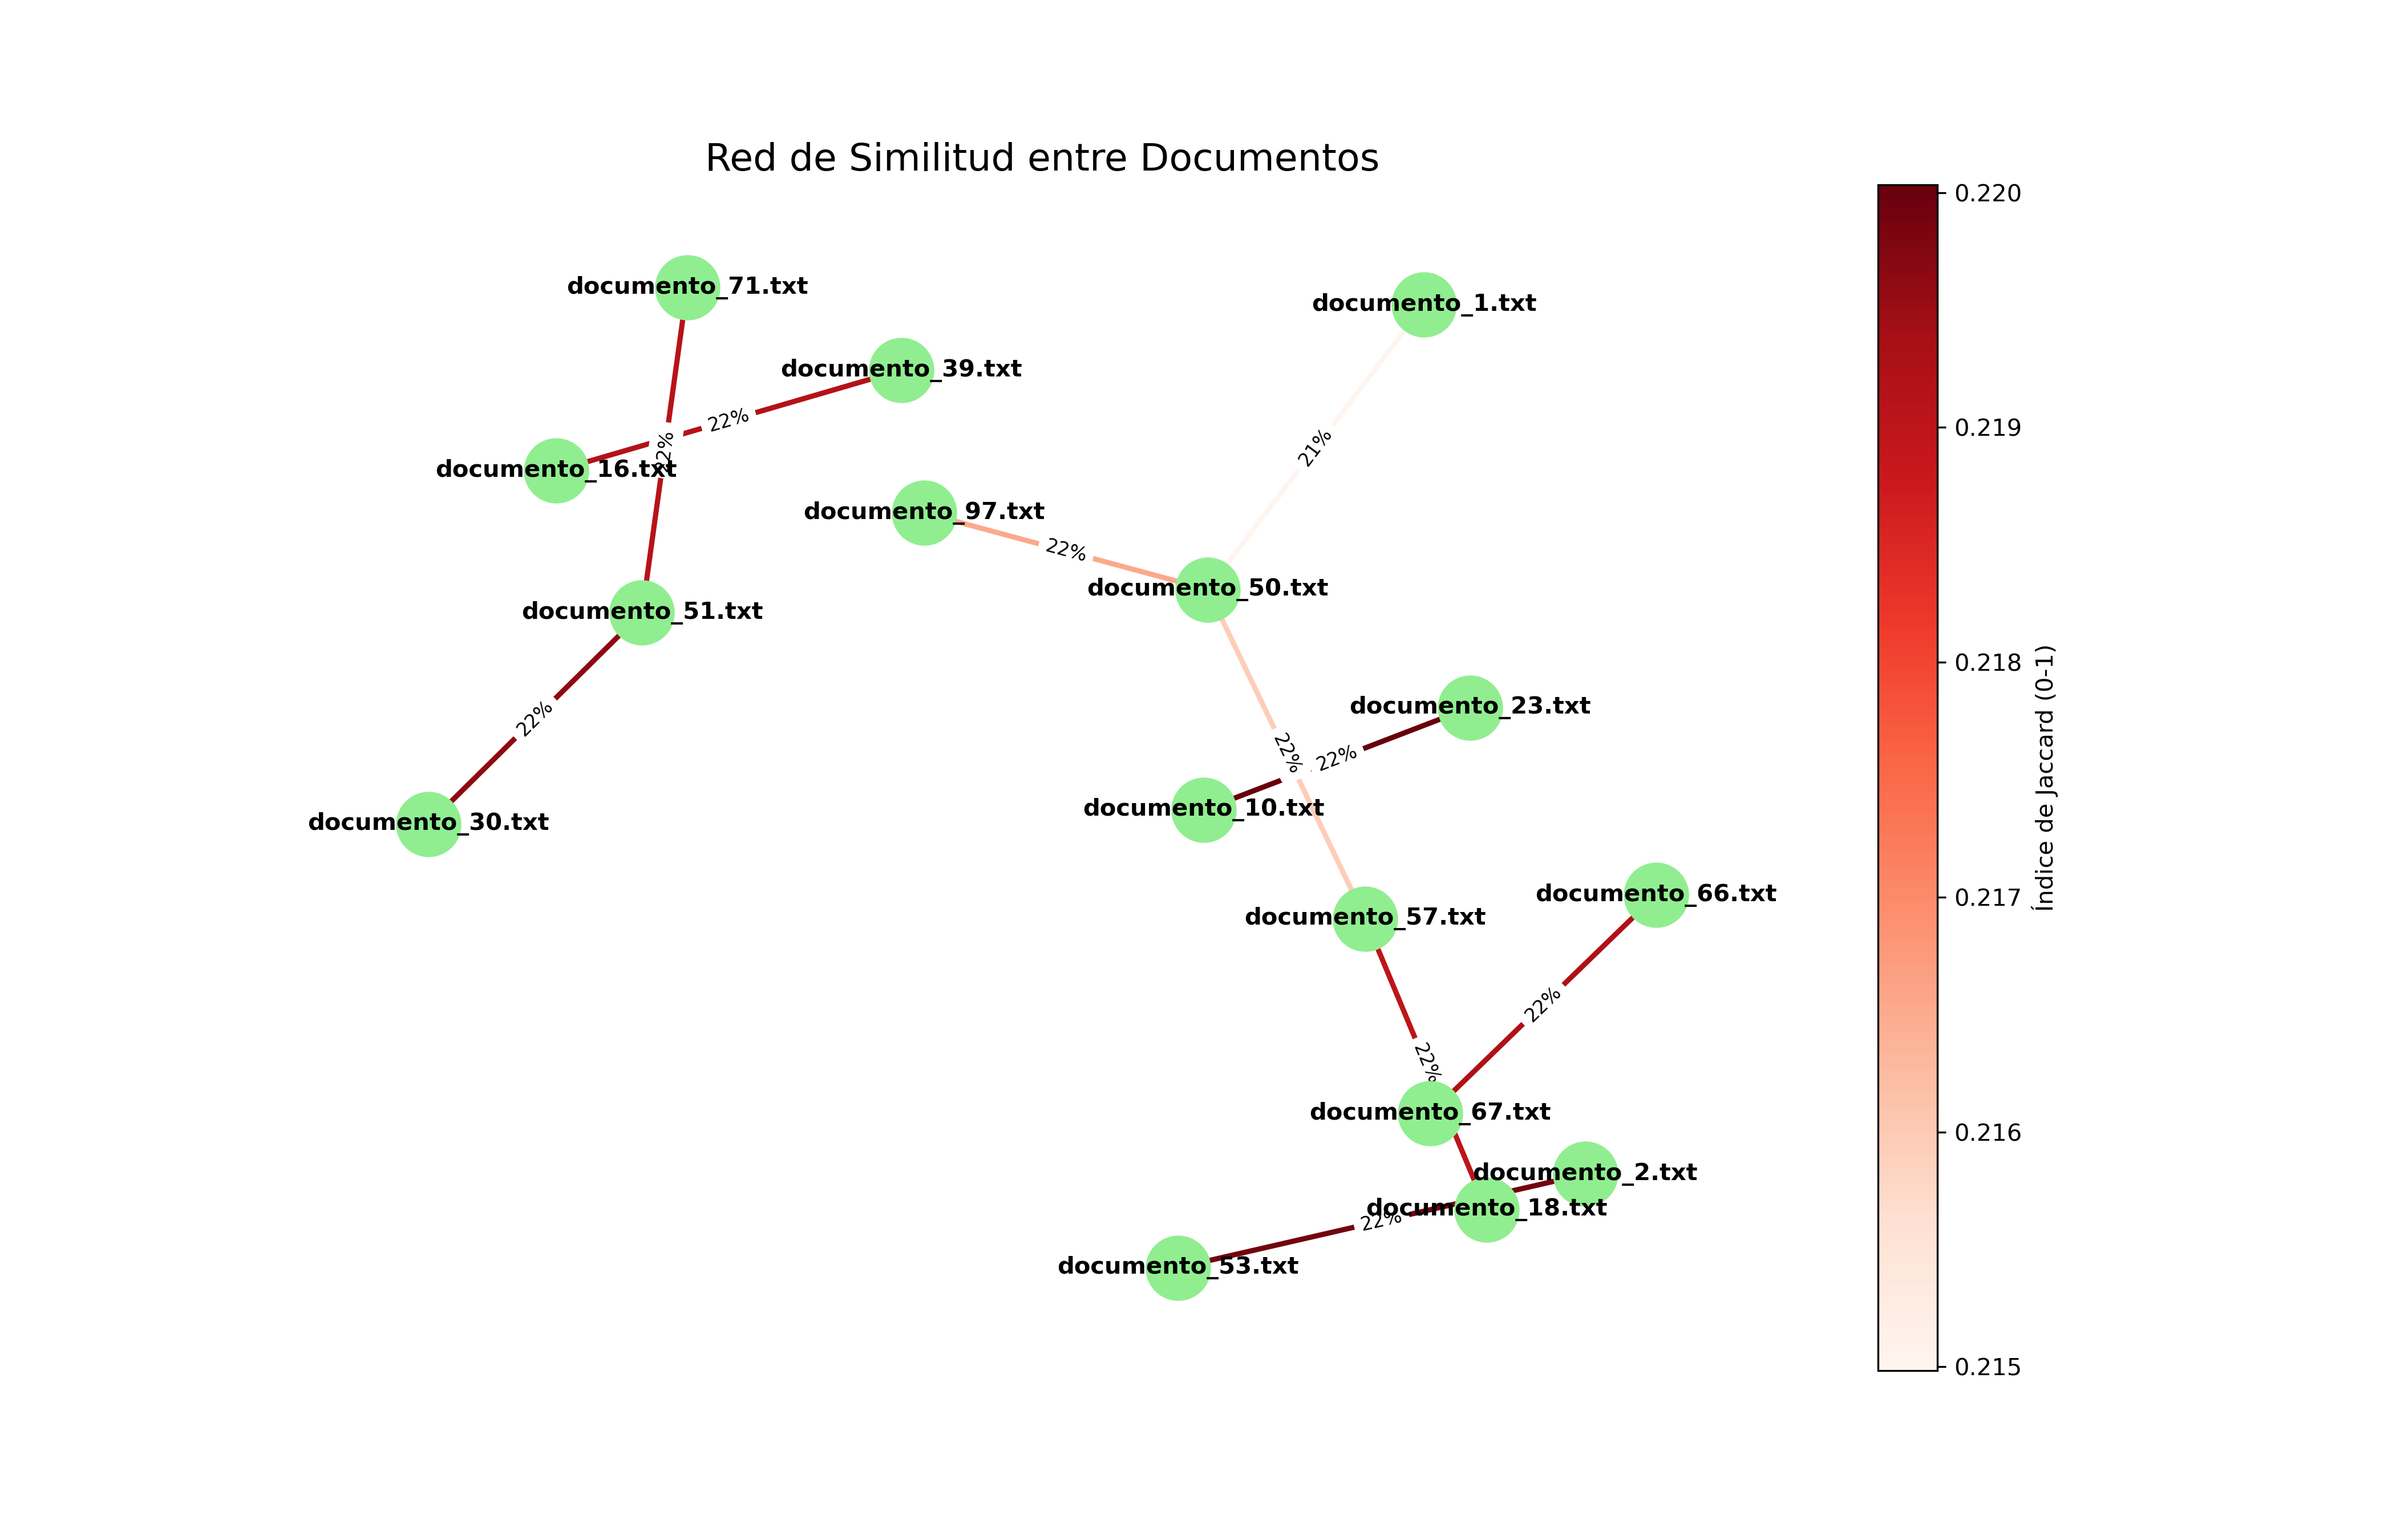 Red de Similitud entre Documentos
documento_71.txt
documento_1.txt
documento_39.txt
22%
22%
21%
documento_16.txt
documento_97.txt
22%
documento_50.txt
documento_51.txt
22%
documento_23.txt
22%
22%
documento_10.txt
documento_30.txt
documento_66.txt
documento_57.txt
22%
22%
documento_67.txt
documento_2.txt
documento_18.txt
22%
documento_53.txt
0.220
0.219
0.218
0.217
0.216
0.215
Índice de Jaccard (0-1)